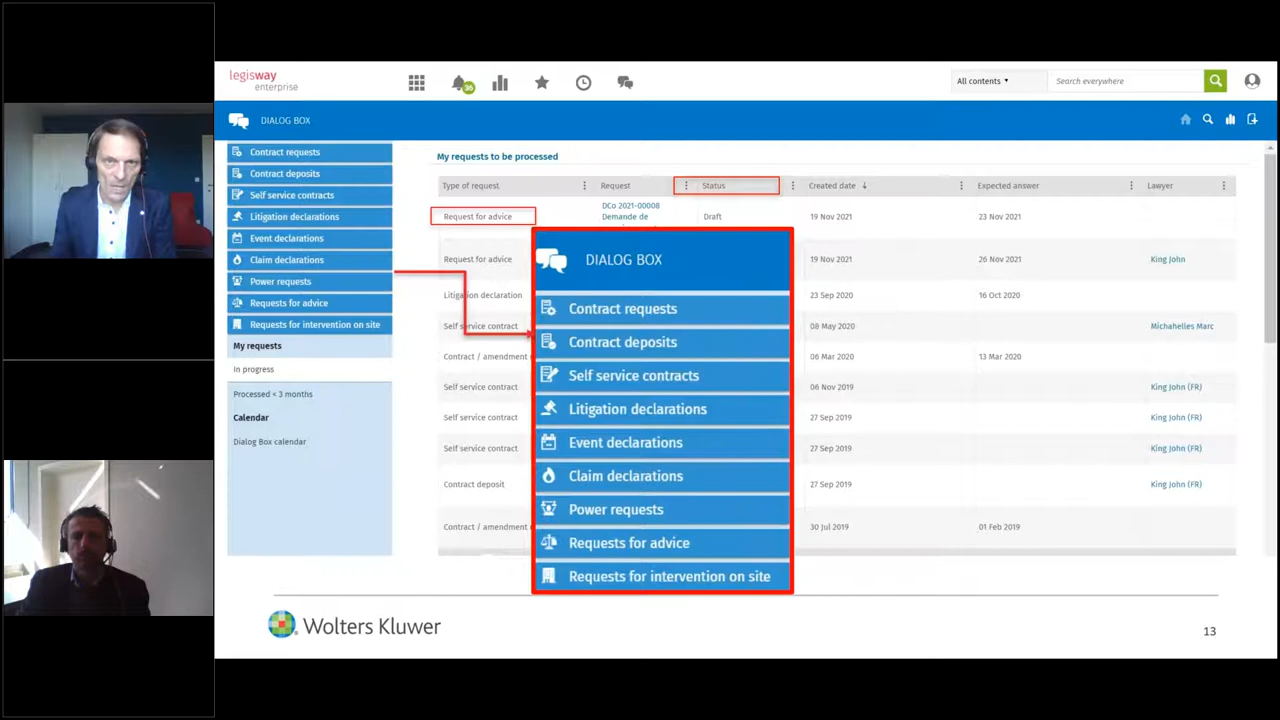 legisway
enterprise
36
All contents
Search everywhere
DIALOG BOX
Contract requests
Contract deposits
Self service contracts
Litigation declarations
Event declarations
Claim declarations
Power requests
Requests for advice
Requests for intervention on site
My requests
In progress
Processed < 3 months
Calendar
Dialog Box calendar
My requests to be processed
Type of request Request Status Created date Expected answer Lawyer
DCo 2021-00008
Request for advice Demande de Draft 19 Nov 2021 23 Nov 2021
Request for advice 19 Nov 2021 26 Nov 2021 King John
Litigation declaration 23 Sep 2020 16 Oct 2020
Self service contract 08 May 2020 Michahelles Marc
Contract / amendment 06 Mar 2020 13 Mar 2020
Self service contract 06 Nov 2019 King John (FR)
Self service contract 27 Sep 2019 King John (FR)
Self service contract 27 Sep 2019 King John (FR)
Contract deposit 27 Sep 2019 King John (FR)
Contract / amendment 30 Jul 2019 01 Feb 2019
DIALOG BOX
Contract requests
Contract deposits
Self service contracts
Litigation declarations
Event declarations
Claim declarations
Power requests
Requests for advice
Requests for intervention on site
Wolters Kluwer
13